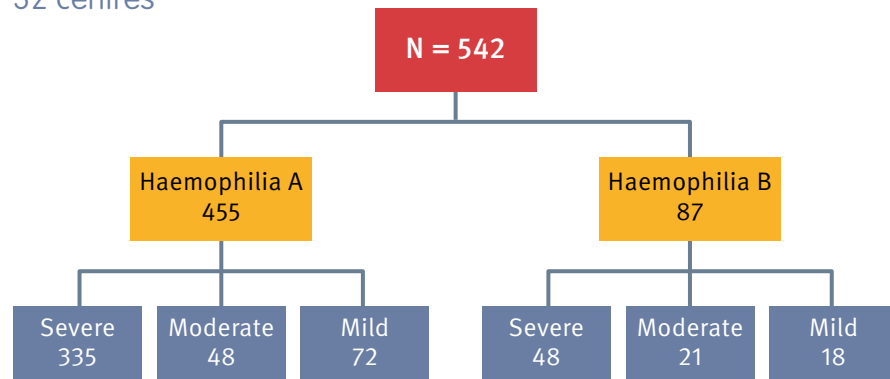 N = 542
Haemophilia A
455
Haemophilia B
87
Severe
335
Moderate
48
Mild
72
Severe
48
Moderate
21
Mild
18